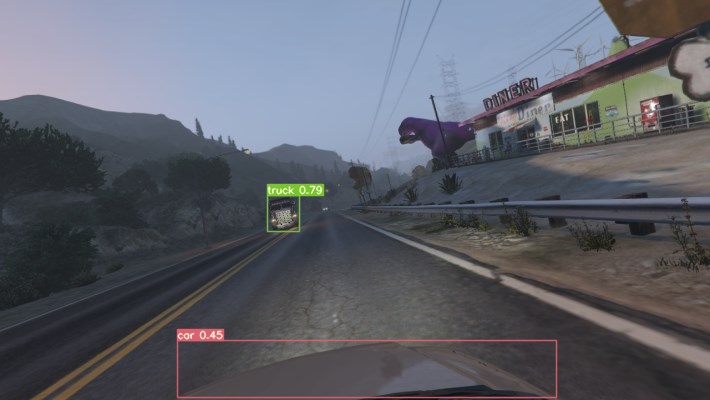 DINER
Diner
EAT
truck 0.79
car 0.45